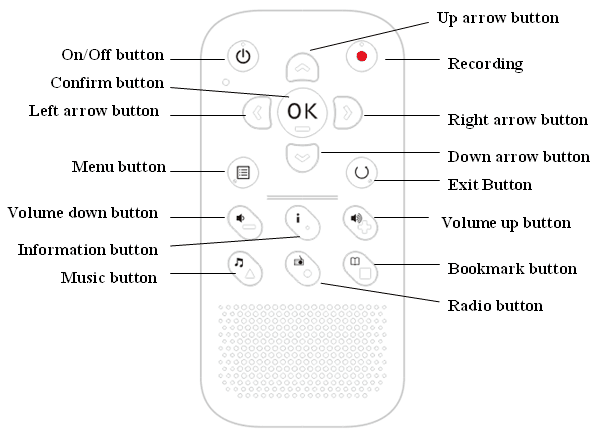 Up arrow button
On/Off button
Recording
Confirm button
Left arrow button
OK
Right arrow button
Down arrow button
Menu button
Exit Button
Volume down button
Volume up button
Information button
Music button
Bookmark button
Radio button